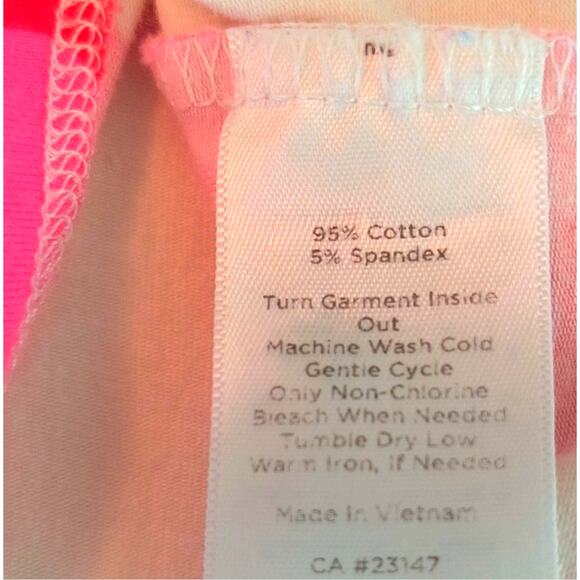 95% Cotton
5% Spandex
Turn Garment Inside
Out
Machine Wash Cold
Gentle Cycle
Only Non-Chlorine
Bleach When Needed
Tumble Dry Low
Warm Iron, if Needed
Made in Vietnam
CA #23147